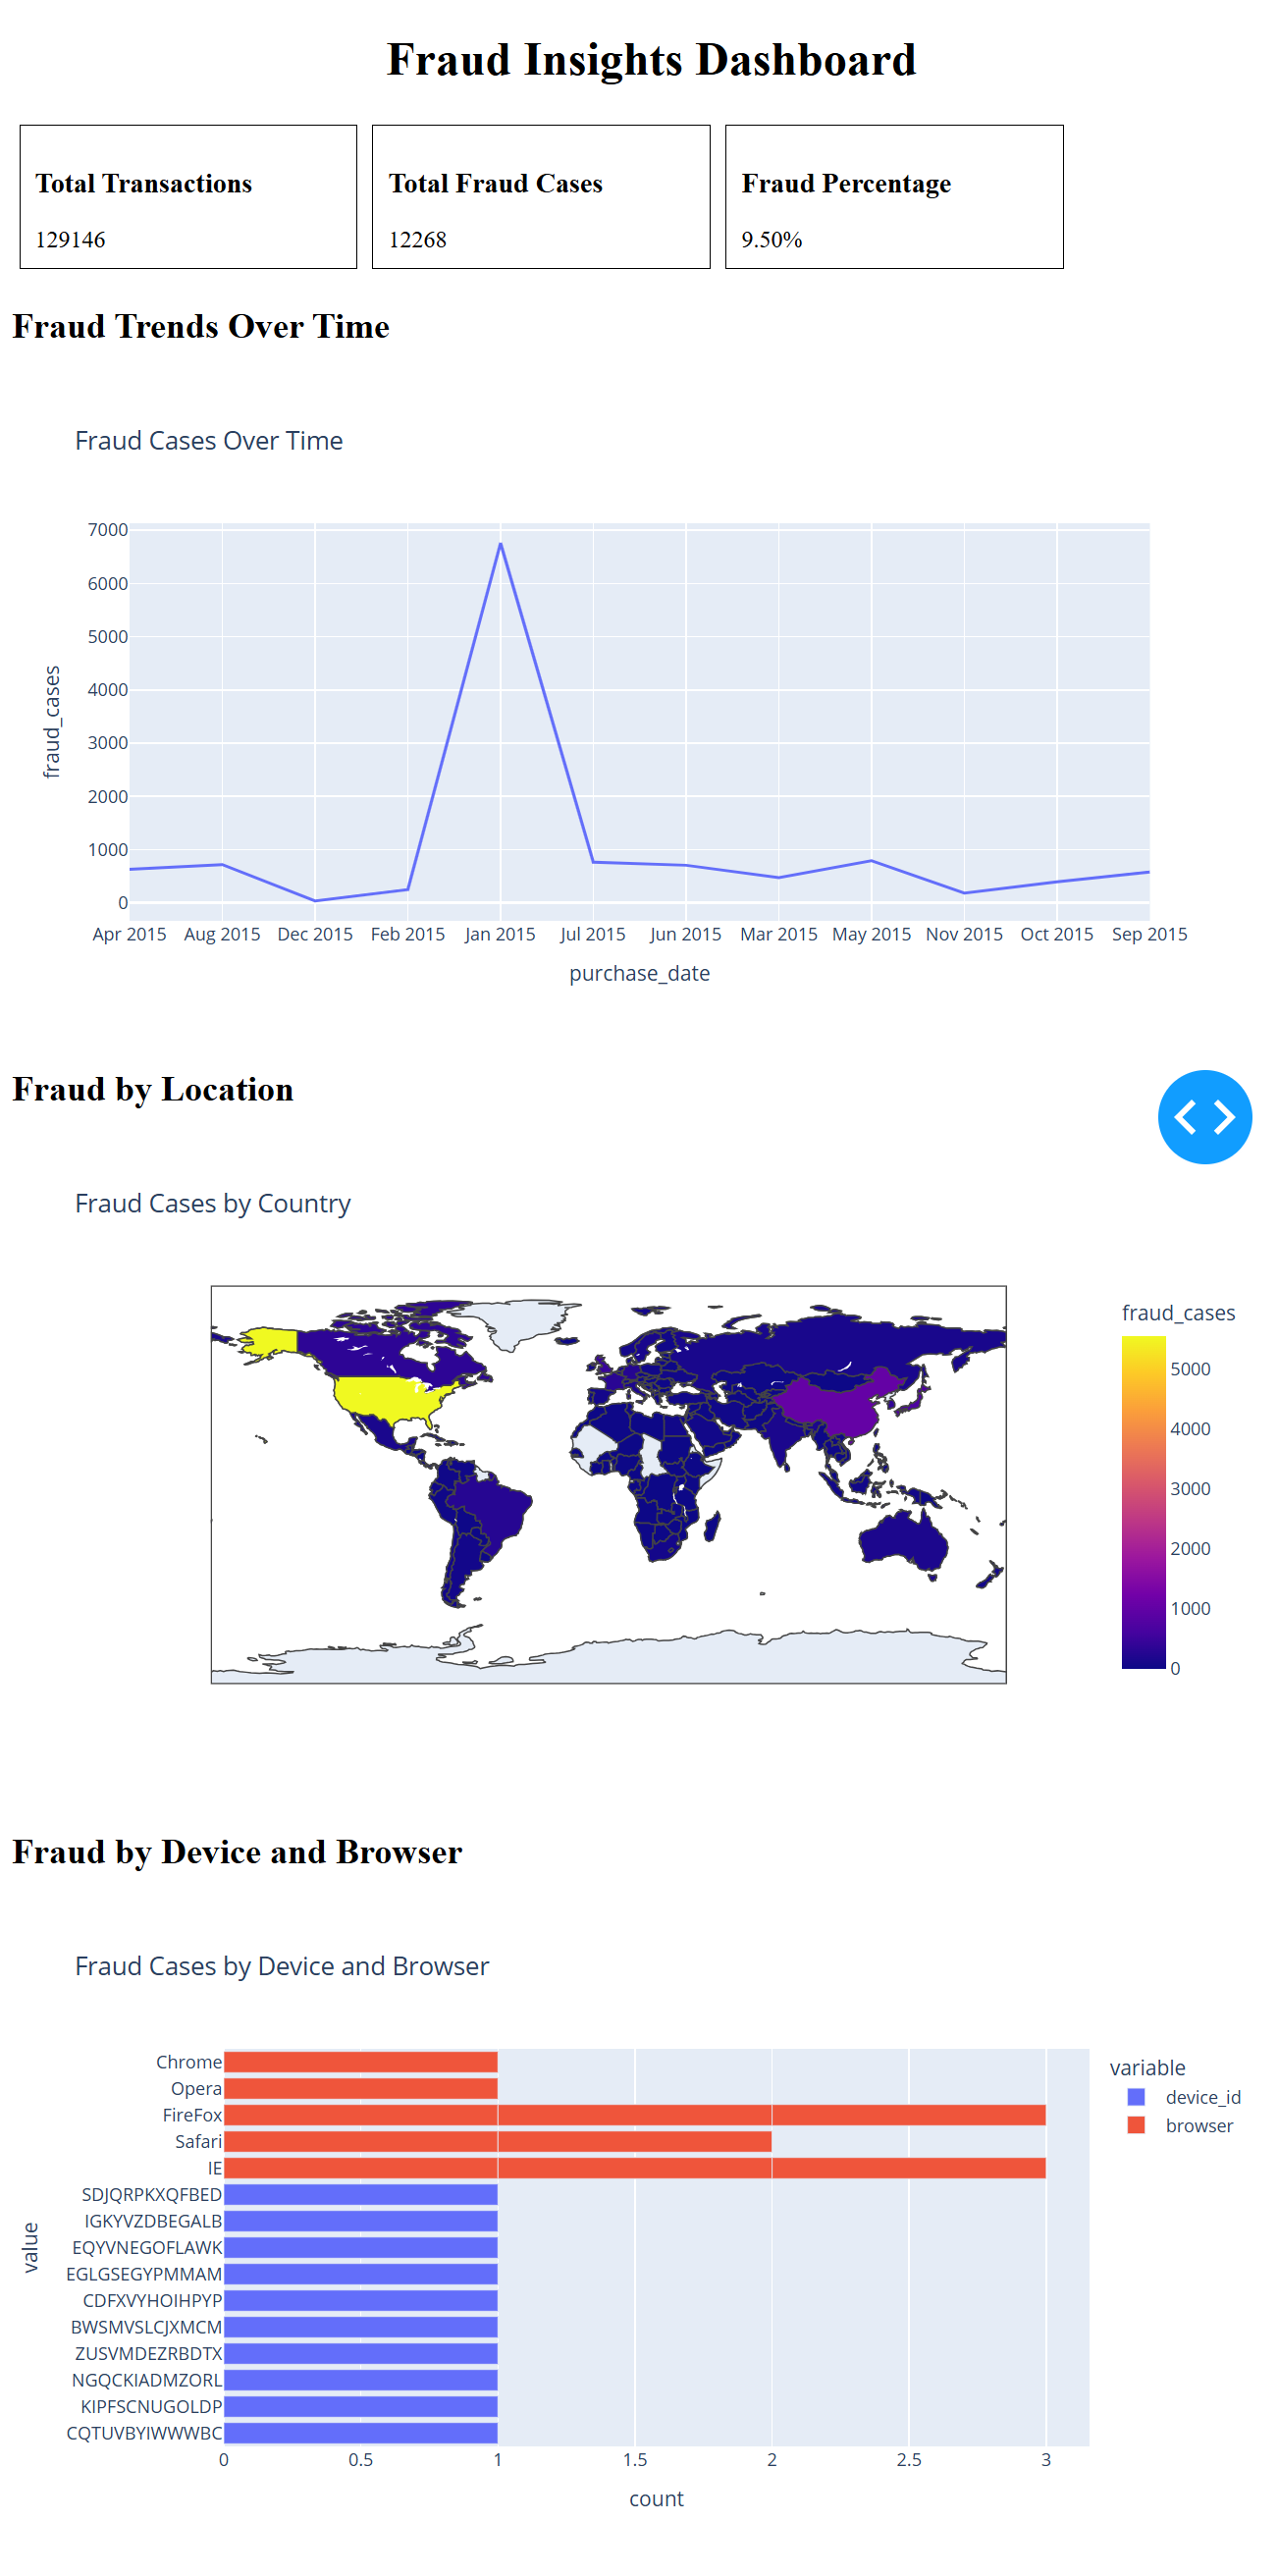 Fraud Insights Dashboard
Total Transactions
129146
Total Fraud Cases
12268
Fraud Percentage
9.50%
Fraud Trends Over Time
Fraud Cases Over Time
7000
6000
5000
4000
3000
2000
1000
0
fraud_cases
Apr 2015 Aug 2015 Dec 2015 Feb 2015 Jan 2015 Jul 2015 Jun 2015 Mar 2015 May 2015 Nov 2015 Oct 2015 Sep 2015
purchase_date
Fraud by Location
Fraud Cases by Country
fraud_cases
5000
4000
3000
2000
1000
0
Fraud by Device and Browser
Fraud Cases by Device and Browser
Chrome
Opera
FireFox
Safari
IE
SDJQRPKXQFBED
IGKYVZDBEGALB
EQYVNEGOFLAWK
EGLGSEGYPMMAM
CDFXVYHOIHPYP
BWSMVSLCJXMCM
ZUSVMDEZRBDTX
NGQCKIADMZORL
KIPFSCNUGOLDP
CQTUVBYIWWWBC
value
0 0.5 1 1.5 2 2.5 3
count
variable
device_id
browser